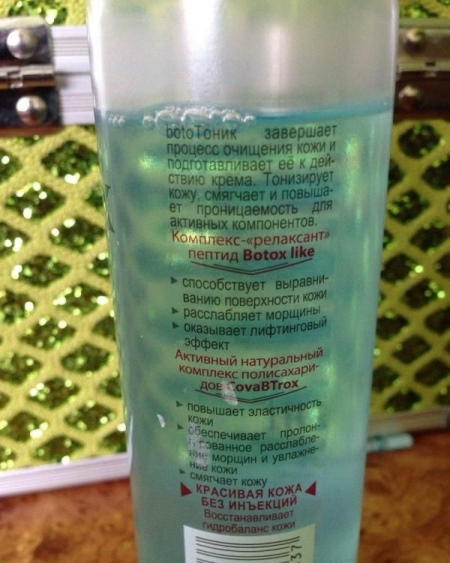 botoТоник завершает
процесс очищения кожи и
подготавливает её к дей-
ствию крема. Тонизирует
кожу, смягчает и повыша-
ет проницаемость для
активных компонентов.
Комплекс-«релаксант»
пептид Botox like
способствует выравни-
ванию поверхности кожи
расслабляет морщины
оказывает лифтинговый
эффект
Активный натуральный
комплекс полисахари-
дов CovaBTrox
повышает эластичность
кожи
обеспечивает пролон-
гированное расслабле-
ние морщин и увлажне-
ние кожи
смягчает кожу
КРАСИВАЯ КОЖА
БЕЗ ИНЪЕКЦИЙ
Восстанавливает
гидробаланс кожи